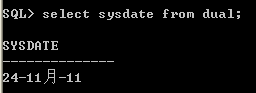 SQL> select sysdate from dual;
SYSDATE
--------------
24-11月-11